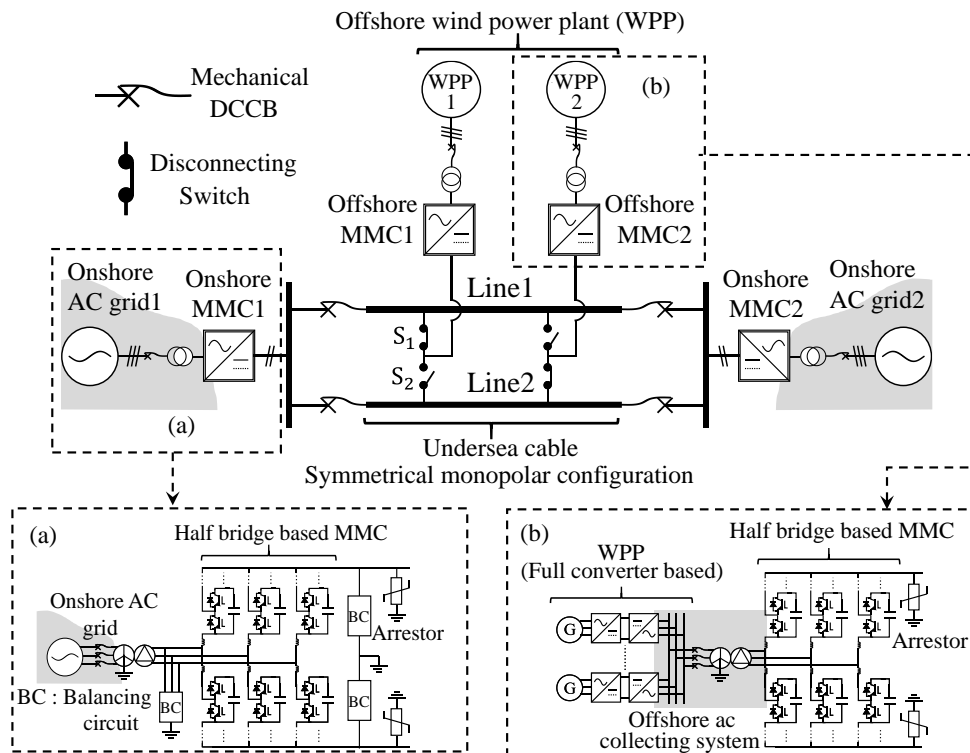 Offshore wind power plant (WPP)
Mechanical
DCCB
Disconnecting
Switch
WPP
1
WPP
2
(b)
Offshore
MMC1
Offshore
MMC2
Onshore
AC grid1
Onshore
MMC1
Line1
S1
S2
Line2
Onshore
MMC2
Onshore
AC grid2
(a)
Undersea cable
Symmetrical monopolar configuration
(a)
Half bridge based MMC
Onshore AC
grid
BC
Arrestor
BC : Balancing
circuit
BC
BC
(b)
Half bridge based MMC
WPP
(Full converter based)
G
G
Arrestor
Offshore ac
collecting system